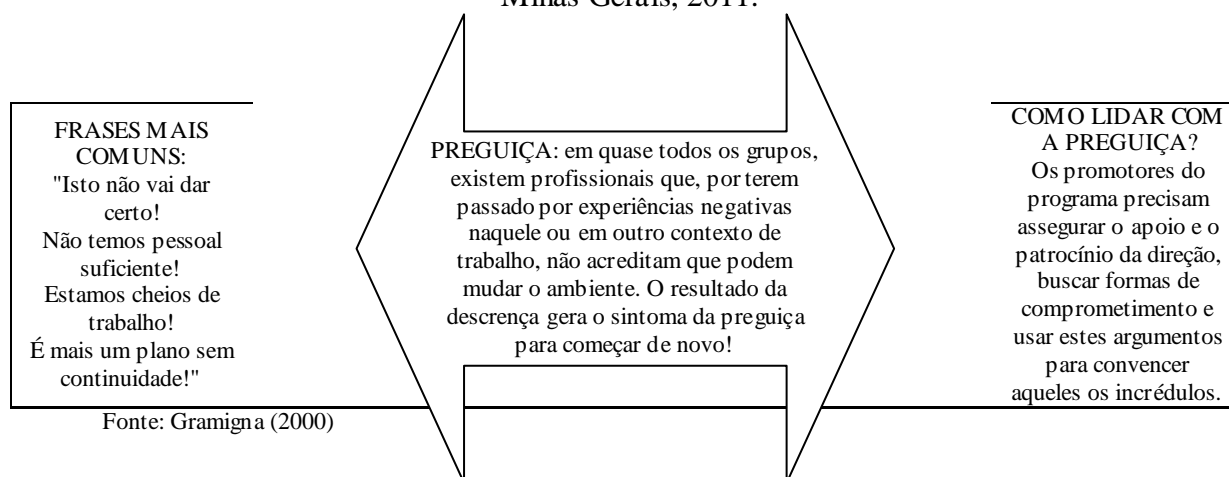 Minas Gerais, 2011.
FRASES MAIS
COMUNS:
"Isto não vai dar
certo!
Não temos pessoal
suficiente!
Estamos cheios de
trabalho!
É mais um plano sem
continuidade!"
PREGUIÇA: em quase todos os grupos,
existem profissionais que, por terem
passado por experiências negativas
naquele ou em outro contexto de
trabalho, não acreditam que podem
mudar o ambiente. O resultado da
descrença gera o sintoma da preguiça
para começar de novo!
COMO LIDAR COM
A PREGUIÇA?
Os promotores do
programa precisam
assegurar o apoio e o
patrocínio da direção,
buscar formas de
comprometimento e
usar estes argumentos
para convencer
aqueles os incrédulos.
Fonte: Gramigna (2000)